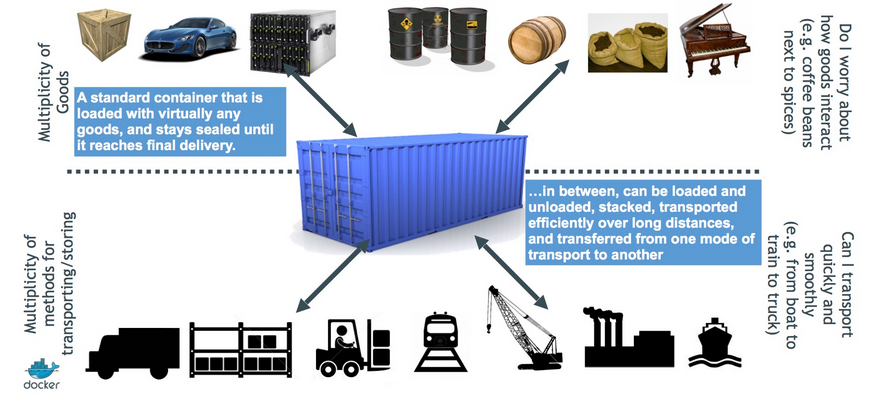 Multiplicity of
Goods
A standard container that is
loaded with virtually any
goods, and stays sealed until
it reaches final delivery.
Do I worry about
how goods interact
(e.g. coffee beans
next to spices)
Multiplicity of
methods for
transporting/storing
…in between, can be loaded and
unloaded, stacked, transported
efficiently over long distances,
and transferred from one mode of
transport to another
Can I transport
quickly and
smoothly
(e.g. from boat to
train to truck)
docker